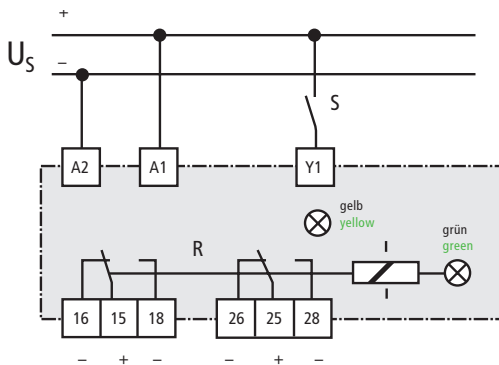 +
U_S
–
S
A2 A1 Y1
gelb
yellow
grün
green
R
16 15 18 26 25 28
– + – – + –